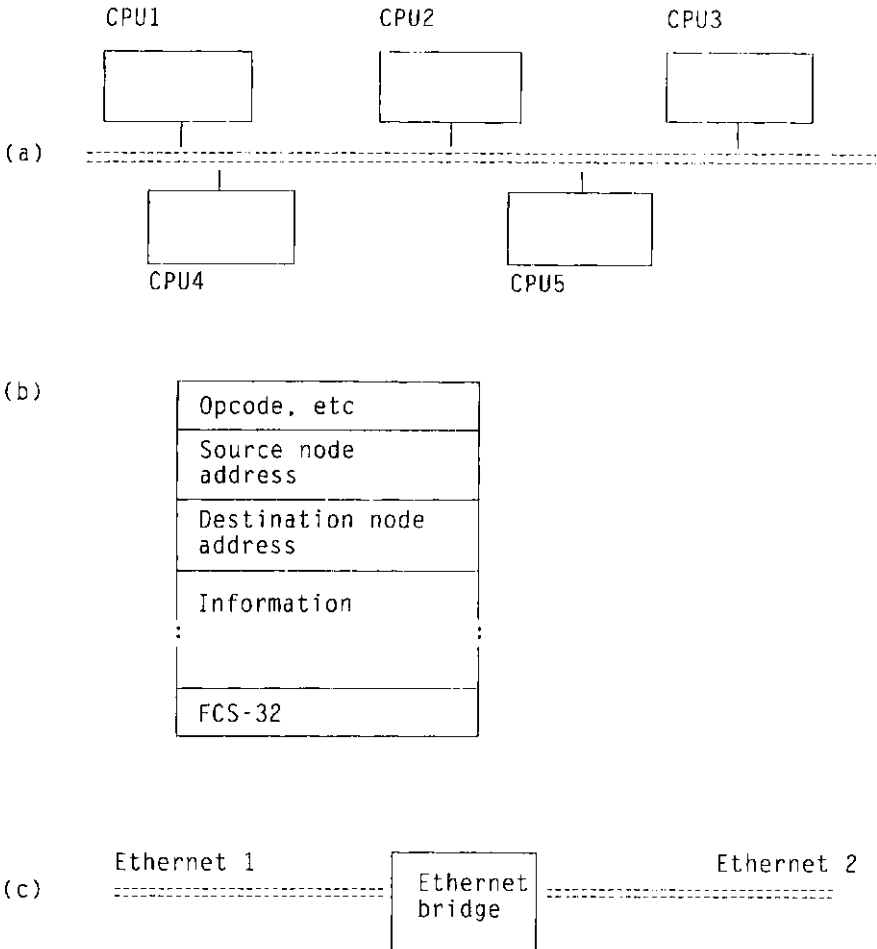 CPU1 CPU2 CPU3
(a)
CPU4 CPU5
(b)
Opcode, etc
Source node
address
Destination node
address
Information
FCS-32
Ethernet 1 Ethernet 2
(c)
Ethernet
bridge